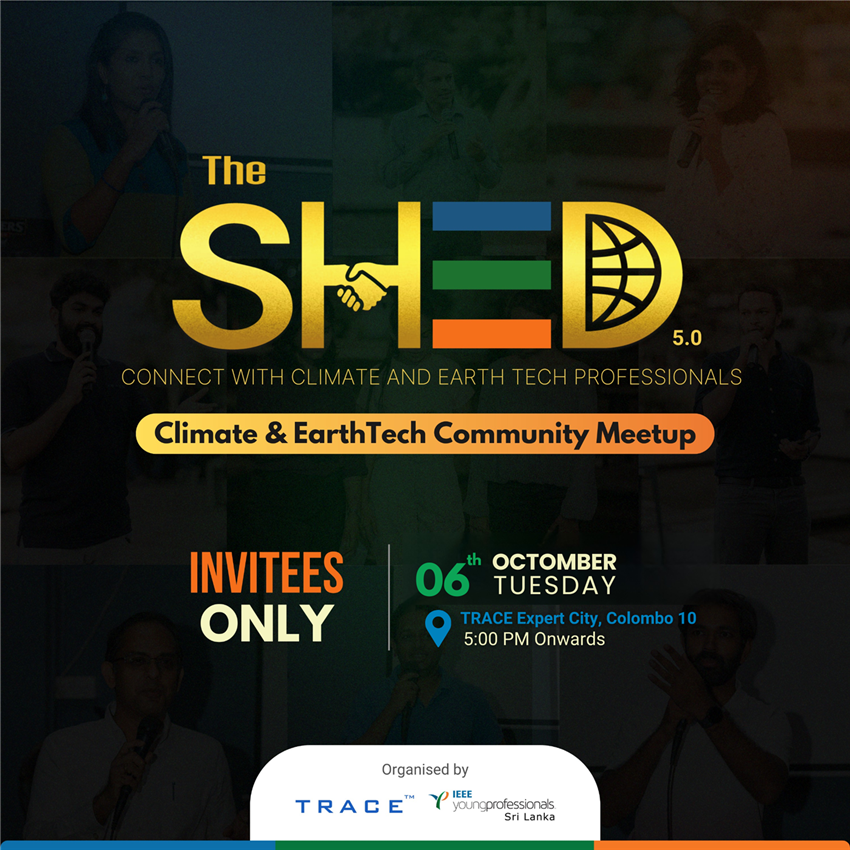 The
SHED
5.0
CONNECT WITH CLIMATE AND EARTH TECH PROFESSIONALS
Climate & EarthTech Community Meetup
INVITEES
ONLY
06th OCTOMBER
TUESDAY
TRACE Expert City, Colombo 10
5:00 PM Onwards
Organised by
TRACE™
IEEE
youngprofessionals
Sri Lanka